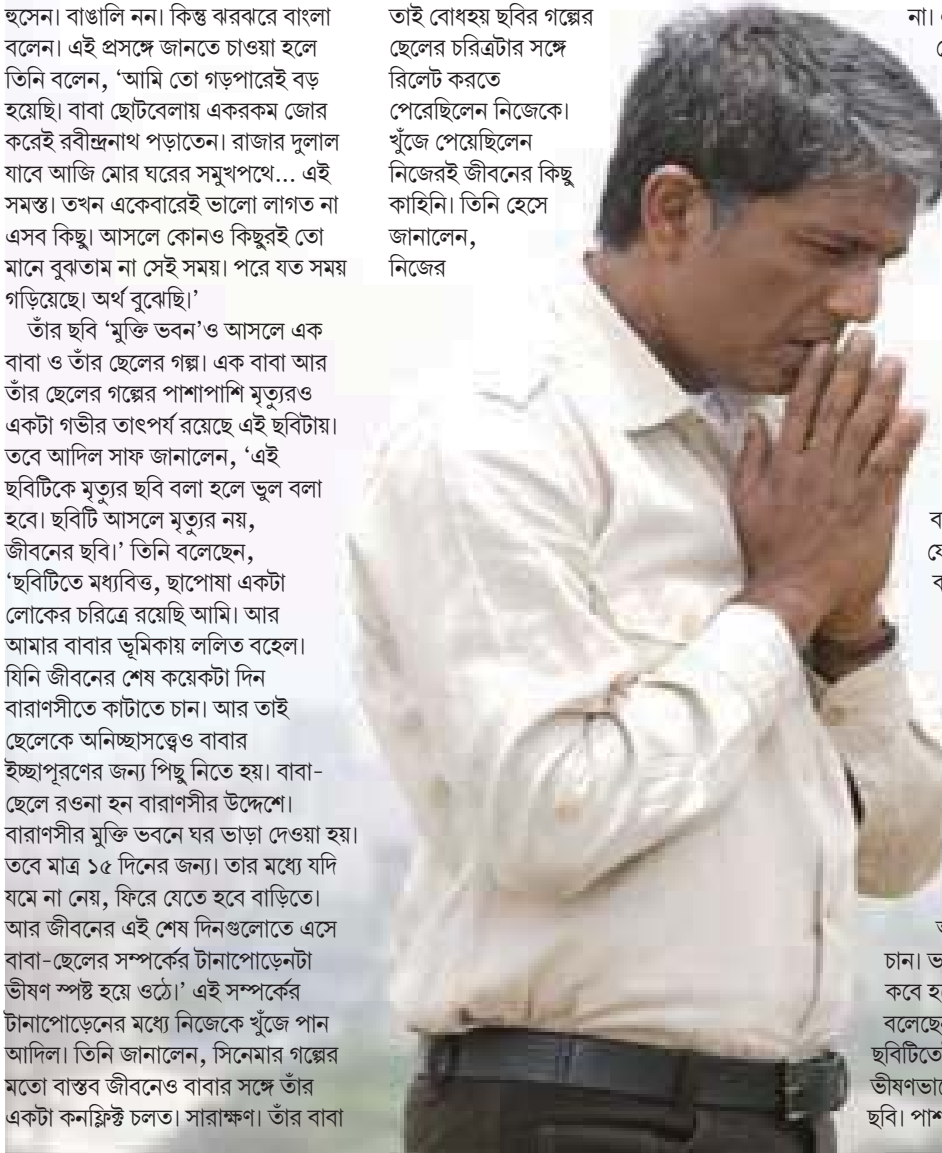 হুসেন। বাঙালি নন। কিন্তু ঝরঝরে বাংলা
বলেন। এই প্রসঙ্গে জানতে চাওয়া হলে
তিনি বলেন, ‘আমি তো গড়পারেই বড়
হয়েছি। বাবা ছোটবেলায় একরকম জোর
করেই রবীন্দ্রনাথ পড়াতেন। রাজার দুলাল
যাবে আজি মোর ঘরের সমুখপথে... এই
সমস্ত। তখন একেবারেই ভালো লাগত না
এসব কিছু। আসলে কোনও কিছুরই তো
মানে বুঝতাম না সেই সময়। পরে যত সময়
গড়িয়েছে। অর্থ বুঝেছি।’
তাঁর ছবি ‘মুক্তি ভবন’ও আসলে এক
বাবা ও তাঁর ছেলের গল্প। এক বাবা আর
তাঁর ছেলের গল্পের পাশাপাশি মৃত্যুরও
একটা গভীর তাৎপর্য রয়েছে এই ছবিটায়।
তবে আদিল সাফ জানালেন, ‘এই
ছবিটিকে মৃত্যুর ছবি বলা হলে ভুল বলা
হবে। ছবিটি আসলে মৃত্যুর নয়,
জীবনের ছবি।’ তিনি বলেছেন,
‘ছবিটিতে মধ্যবিত্ত, ছাপোষা একটা
লোকের চরিত্রে রয়েছি আমি। আর
আমার বাবার ভূমিকায় ললিত বহেল।
যিনি জীবনের শেষ কয়েকটা দিন
বারাণসীতে কাটাতে চান। আর তাই
ছেলেকে অনিচ্ছাসত্ত্বেও বাবার
ইচ্ছাপূরণের জন্য পিছু নিতে হয়। বাবা-
ছেলে রওনা হন বারাণসীর উদ্দেশে।
বারাণসীর মুক্তি ভবনে ঘর ভাড়া দেওয়া হয়।
তবে মাত্র ১৫ দিনের জন্য। তার মধ্যে যদি
যমে না নেয়, ফিরে যেতে হবে বাড়িতে।
আর জীবনের এই শেষ দিনগুলোতে এসে
বাবা-ছেলের সম্পর্কের টানাপোড়েনটা
ভীষণ স্পষ্ট হয়ে ওঠে।’ এই সম্পর্কের
টানাপোড়েনের মধ্যে নিজেকে খুঁজে পান
আদিল। তিনি জানালেন, সিনেমার গল্পের
মতো বাস্তব জীবনেও বাবার সঙ্গে তাঁর
একটা কনফ্লিক্ট চলত। সারাক্ষণ। তাঁর বাবা
তাই বোধহয় ছবির গল্পের
ছেলের চরিত্রটার সঙ্গে
রিলেট করতে
পেরেছিলেন নিজেকে।
খুঁজে পেয়েছিলেন
নিজেরই জীবনের কিছু
কাহিনি। তিনি হেসে
জানালেন,
নিজের
না।
চান।
কবে
ছবি।